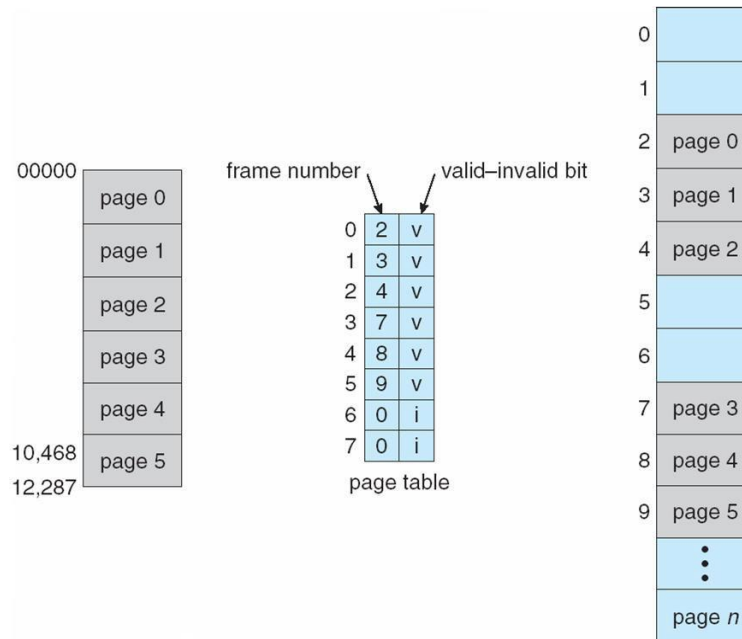 00000
page 0
page 1
page 2
page 3
page 4
10,468
page 5
12,287
frame number
valid–invalid bit
0 2 v
1 3 v
2 4 v
3 7 v
4 8 v
5 9 v
6 0 i
7 0 i
page table
0
1
2 page 0
3 page 1
4 page 2
5
6
7 page 3
8 page 4
9 page 5
page n